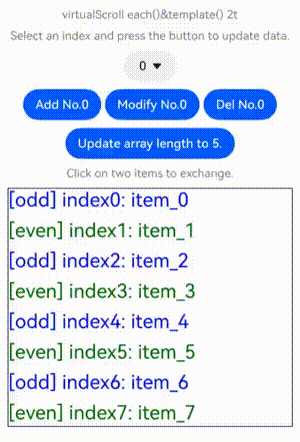 virtualScroll each()&template() 2t
Select an index and press the button to update data.
0
Add No.0 Modify No.0 Del No.0
Update array length to 5.
Click on two items to exchange.
[odd] index0: item_0
[even] index1: item_1
[odd] index2: item_2
[even] index3: item_3
[odd] index4: item_4
[even] index5: item_5
[odd] index6: item_6
[even] index7: item_7